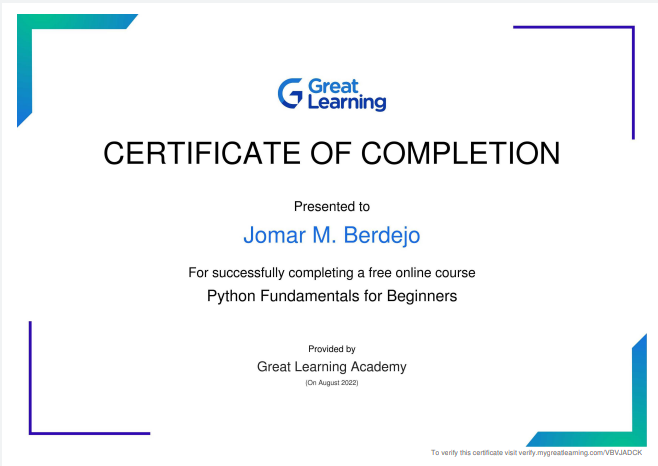 Great
Learning
CERTIFICATE OF COMPLETION
Presented to
Jomar M. Berdejo
For successfully completing a free online course
Python Fundamentals for Beginners
Provided by
Great Learning Academy
(On August 2022)
To verify this certificate visit verify.mygreatlearning.com/VBVJADCK